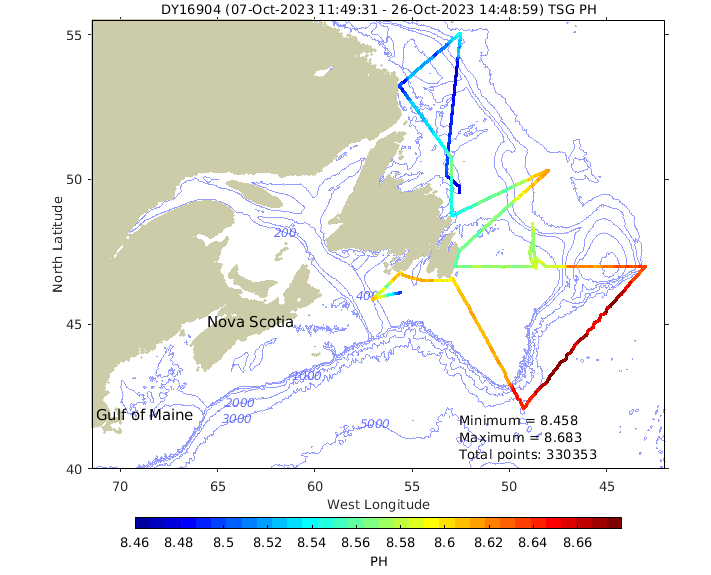 DY16904 (07-Oct-2023 11:49:31 - 26-Oct-2023 14:48:59) TSG PH
55
50
45
40
North Latitude
200
400
Nova Scotia
1000
2000
3000
5000
Gulf of Maine
Minimum = 8.458
Maximum = 8.683
Total points: 330353
70 65 60 55 50 45
West Longitude
8.46 8.48 8.5 8.52 8.54 8.56 8.58 8.6 8.62 8.64 8.66
PH